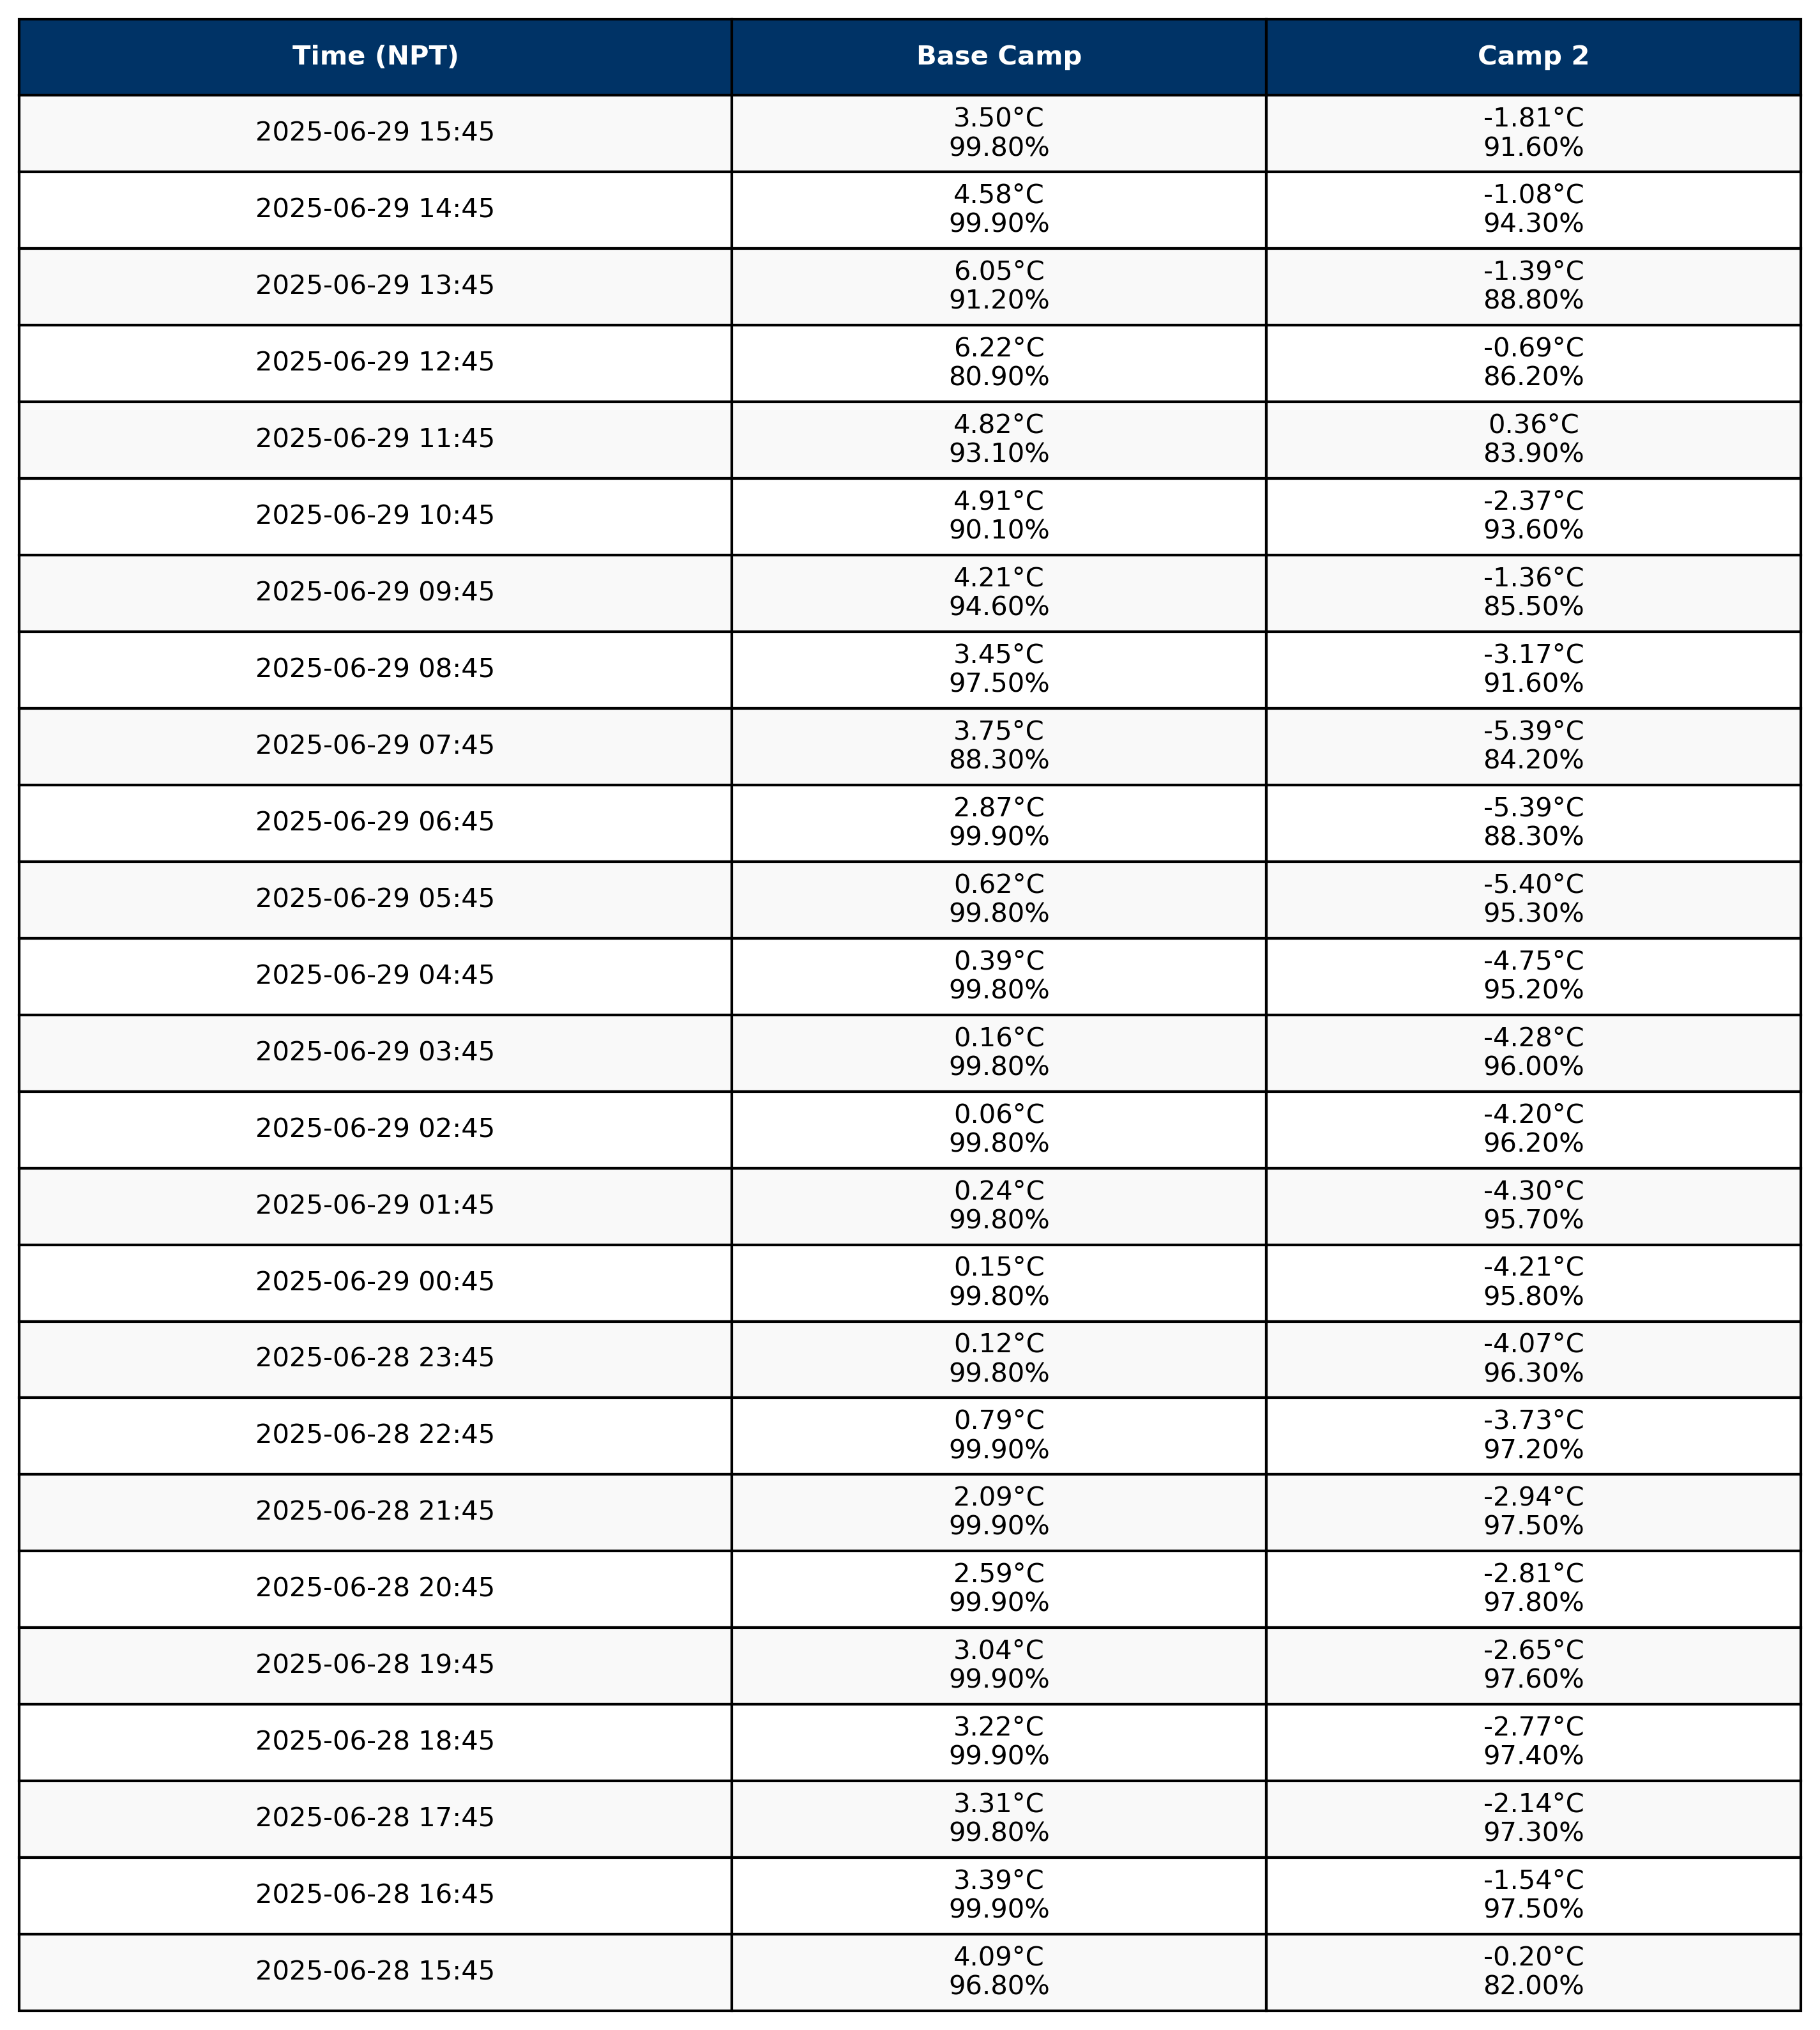 Time (NPT) Base Camp Camp 2
2025-06-29 15:45 3.50°C -1.81°C
99.80% 91.60%
2025-06-29 14:45 4.58°C -1.08°C
99.90% 94.30%
2025-06-29 13:45 6.05°C -1.39°C
91.20% 88.80%
2025-06-29 12:45 6.22°C -0.69°C
80.90% 86.20%
2025-06-29 11:45 4.82°C 0.36°C
93.10% 83.90%
2025-06-29 10:45 4.91°C -2.37°C
90.10% 93.60%
2025-06-29 09:45 4.21°C -1.36°C
94.60% 85.50%
2025-06-29 08:45 3.45°C -3.17°C
97.50% 91.60%
2025-06-29 07:45 3.75°C -5.39°C
88.30% 84.20%
2025-06-29 06:45 2.87°C -5.39°C
99.90% 88.30%
2025-06-29 05:45 0.62°C -5.40°C
99.80% 95.30%
2025-06-29 04:45 0.39°C -4.75°C
99.80% 95.20%
2025-06-29 03:45 0.16°C -4.28°C
99.80% 96.00%
2025-06-29 02:45 0.06°C -4.20°C
99.80% 96.20%
2025-06-29 01:45 0.24°C -4.30°C
99.80% 95.70%
2025-06-29 00:45 0.15°C -4.21°C
99.80% 95.80%
2025-06-28 23:45 0.12°C -4.07°C
99.80% 96.30%
2025-06-28 22:45 0.79°C -3.73°C
99.90% 97.20%
2025-06-28 21:45 2.09°C -2.94°C
99.90% 97.50%
2025-06-28 20:45 2.59°C -2.81°C
99.90% 97.80%
2025-06-28 19:45 3.04°C -2.65°C
99.90% 97.60%
2025-06-28 18:45 3.22°C -2.77°C
99.90% 97.40%
2025-06-28 17:45 3.31°C -2.14°C
99.80% 97.30%
2025-06-28 16:45 3.39°C -1.54°C
99.90% 97.50%
2025-06-28 15:45 4.09°C -0.20°C
96.80% 82.00%